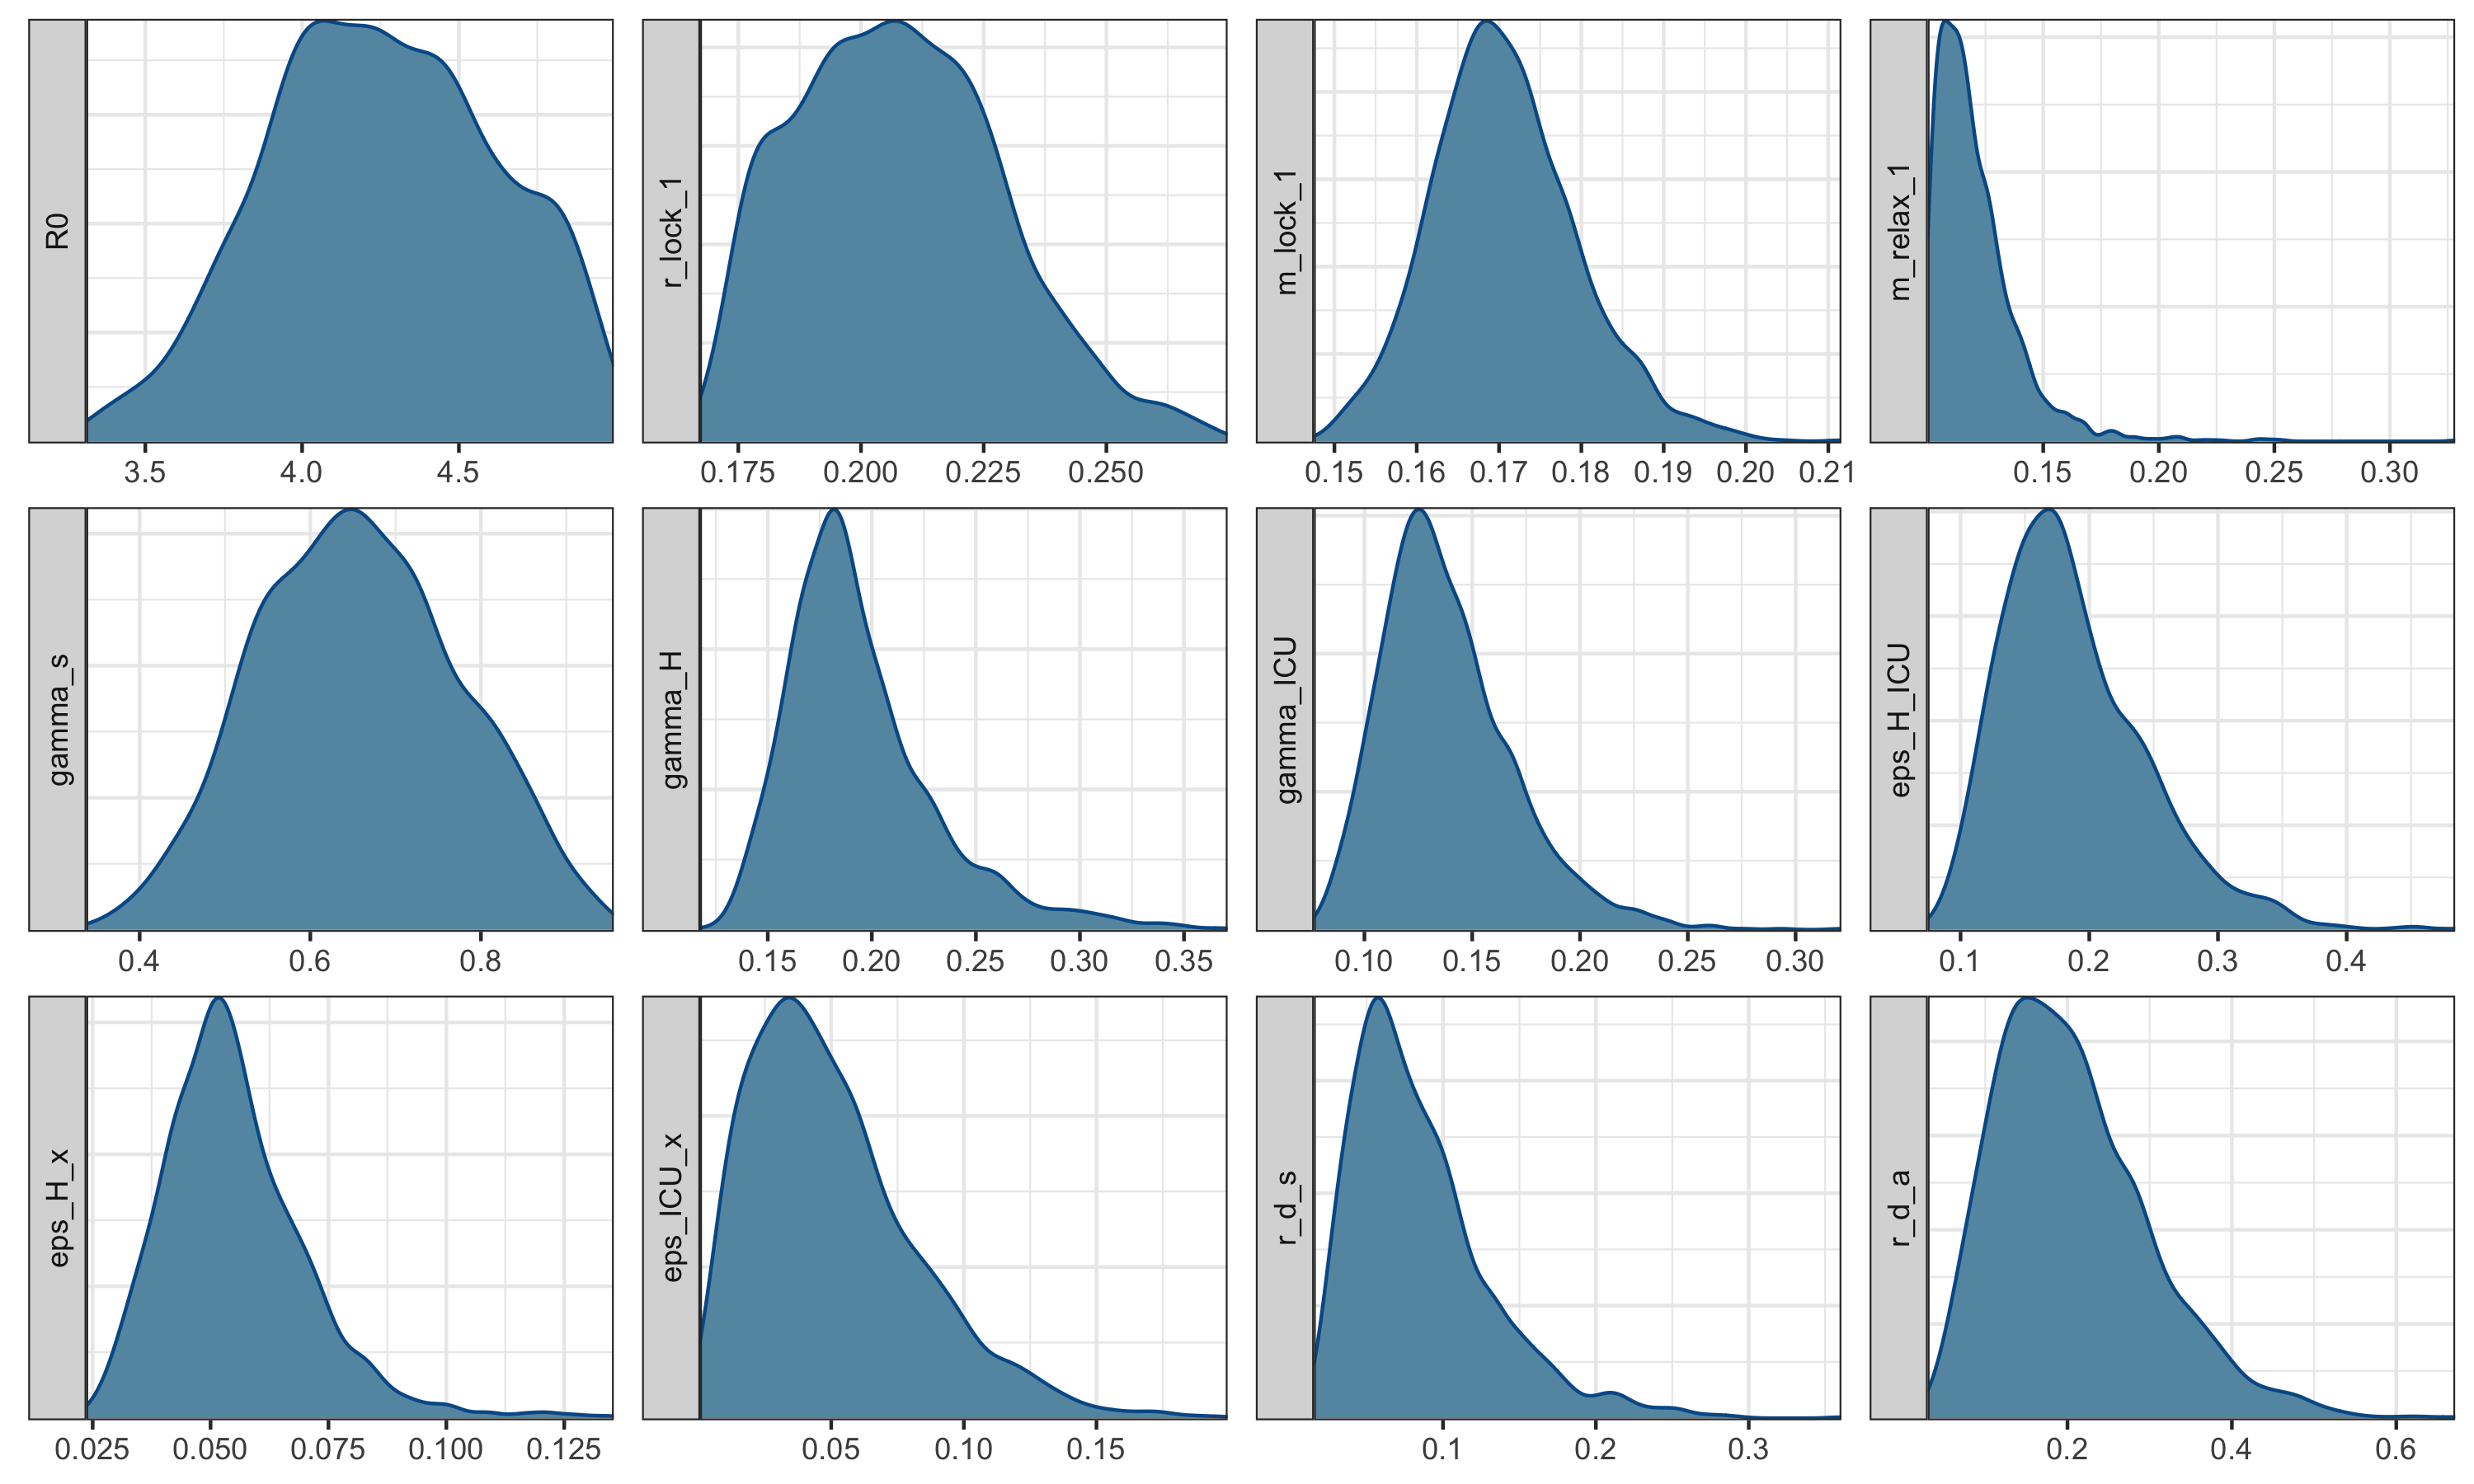 R0
r_lock_1
m_lock_1
m_relax_1
3.5 4.0 4.5
0.175 0.200 0.225 0.250
0.15 0.16 0.17 0.18 0.19 0.20 0.21
0.15 0.20 0.25 0.30
gamma_s
gamma_H
gamma_ICU
eps_H_ICU
0.4 0.6 0.8
0.15 0.20 0.25 0.30 0.35
0.10 0.15 0.20 0.25 0.30
0.1 0.2 0.3 0.4
eps_H_x
eps_ICU_x
r_d_s
r_d_a
0.025 0.050 0.075 0.100 0.125
0.05 0.10 0.15
0.1 0.2 0.3
0.2 0.4 0.6